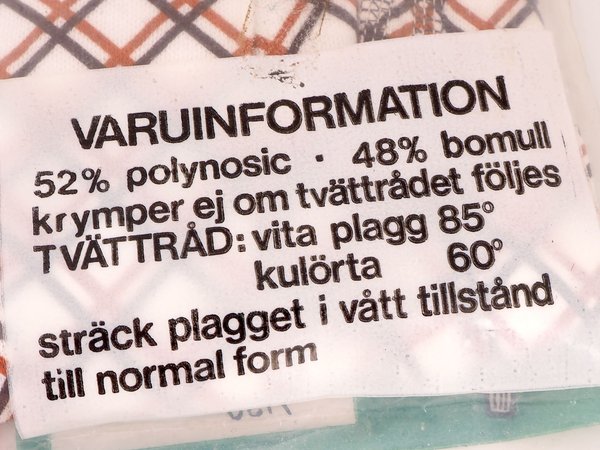 VARUINFORMATION
52% polynosic · 48% bomull
krymper ej om tvättrådet följes
TVÄTTRÅD: vita plagg 85°
kulörta 60°
sträck plagget i vått tillstånd
till normal form